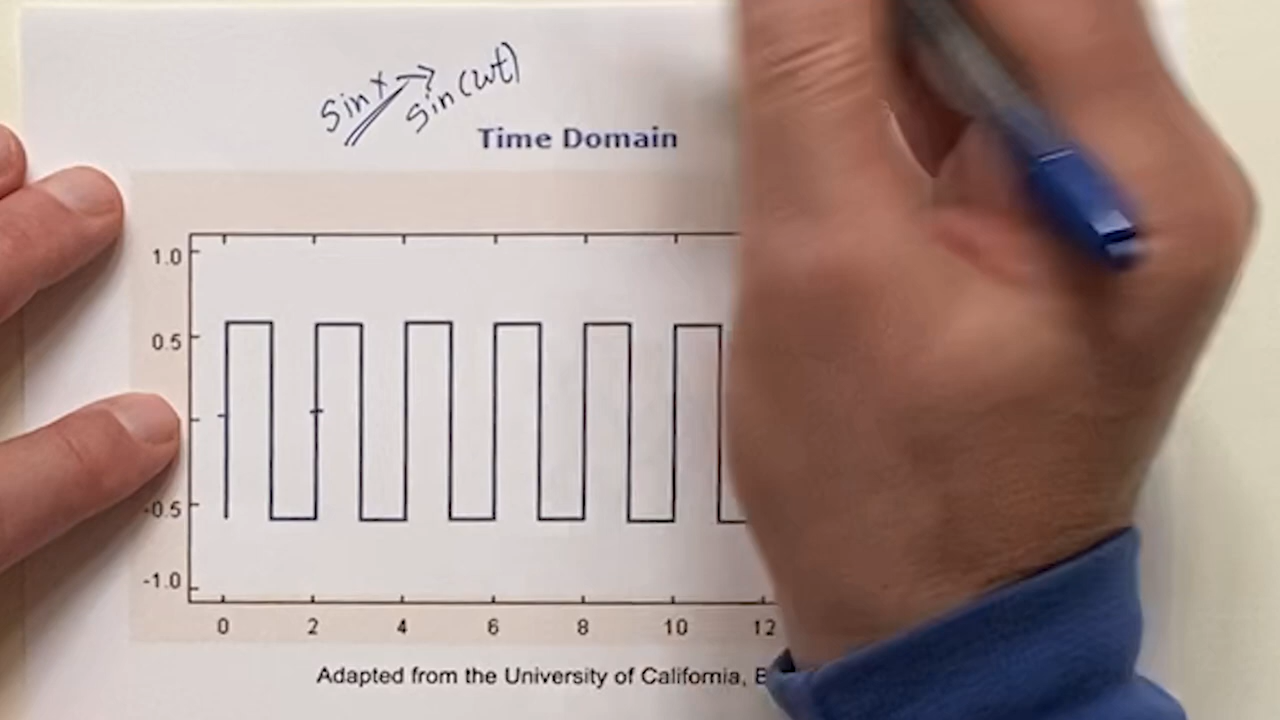 sin x → sin(wt)
Time Domain
1.0
0.5
-0.5
-1.0
0 2 4 6 8 10 12
Adapted from the University of California,